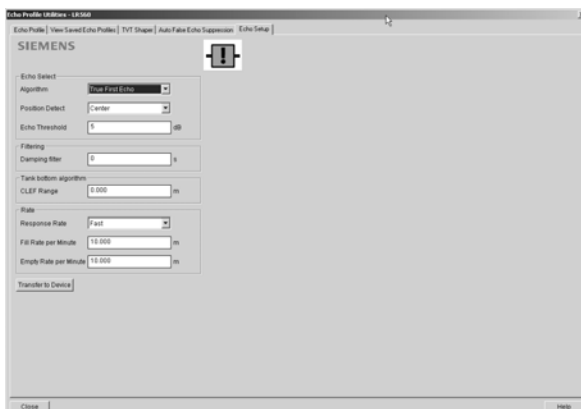 Echo Profile Utilities - LR560
Echo Profile | View Saved Echo Profiles | TVT Shaper | Auto False Echo Suppression | Echo Setup
SIEMENS
Echo Select
Algorithm True First Echo
Position Detect Center
Echo Threshold 5 dB
Filtering
Damping filter 0 s
Tank bottom algorithm
CLEF Range 0.000 m
Rate
Response Rate Fast
Fill Rate per Minute 10.000 m
Empty Rate per Minute 10.000 m
Transfer to Device
Close Help